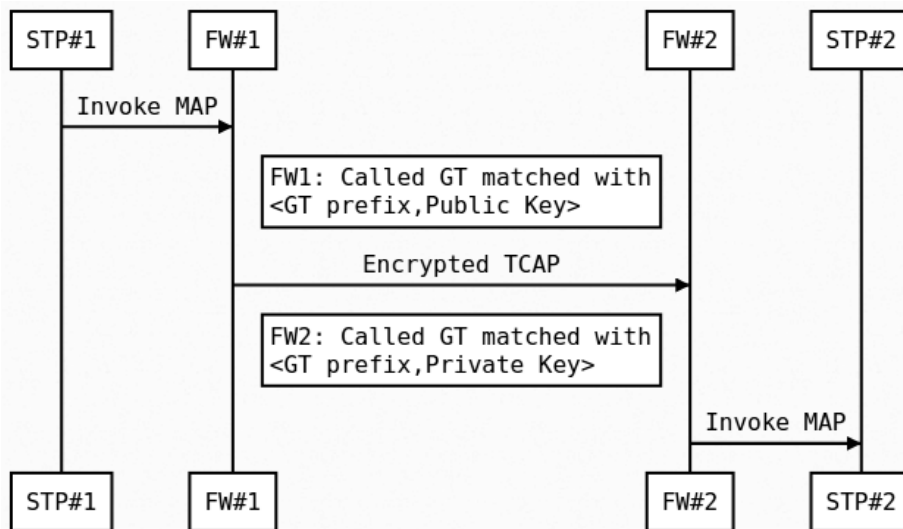 STP#1
FW#1
FW#2
STP#2
Invoke MAP
FW1: Called GT matched with
<GT prefix,Public Key>
Encrypted TCAP
FW2: Called GT matched with
<GT prefix,Private Key>
Invoke MAP
STP#1
FW#1
FW#2
STP#2